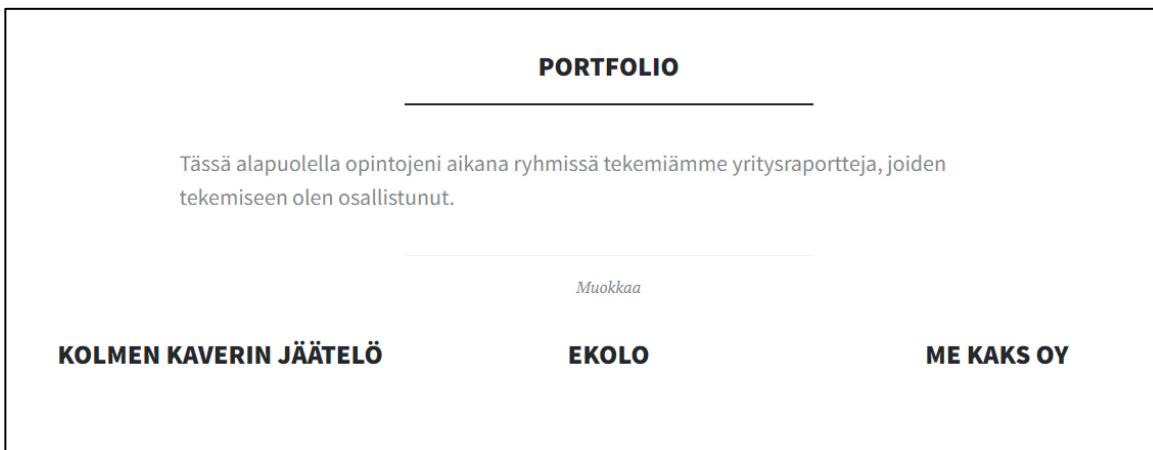 PORTFOLIO
Tässä alapuolella opintojeni aikana ryhmissä tekemiämme yritysraportteja, joiden
tekemiseen olen osallistunut.
Muokkaa
KOLMEN KAVERIN JÄÄTELÖ
EKOLO
ME KAKS OY